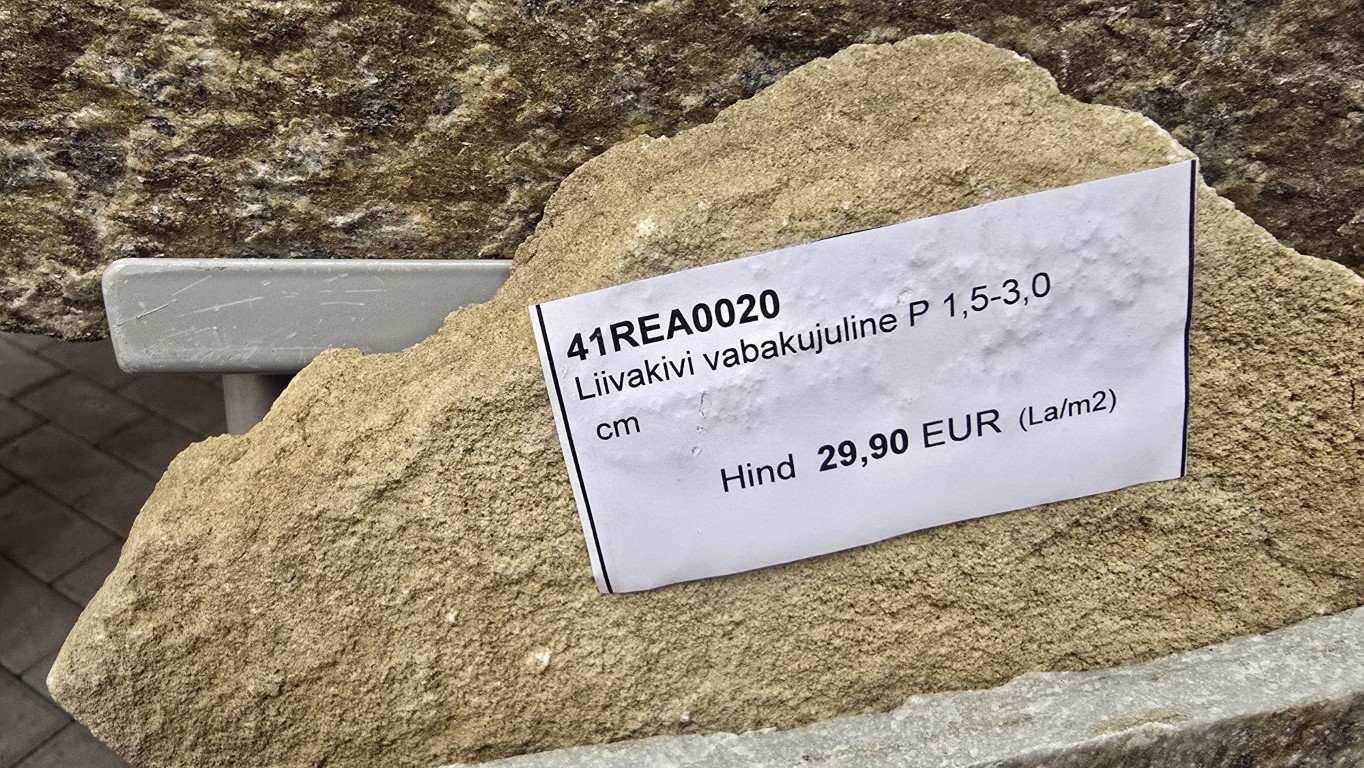 41REA0020
Liivakivi vabakujuline P 1,5-3,0
cm
Hind 29,90 EUR (La/m2)